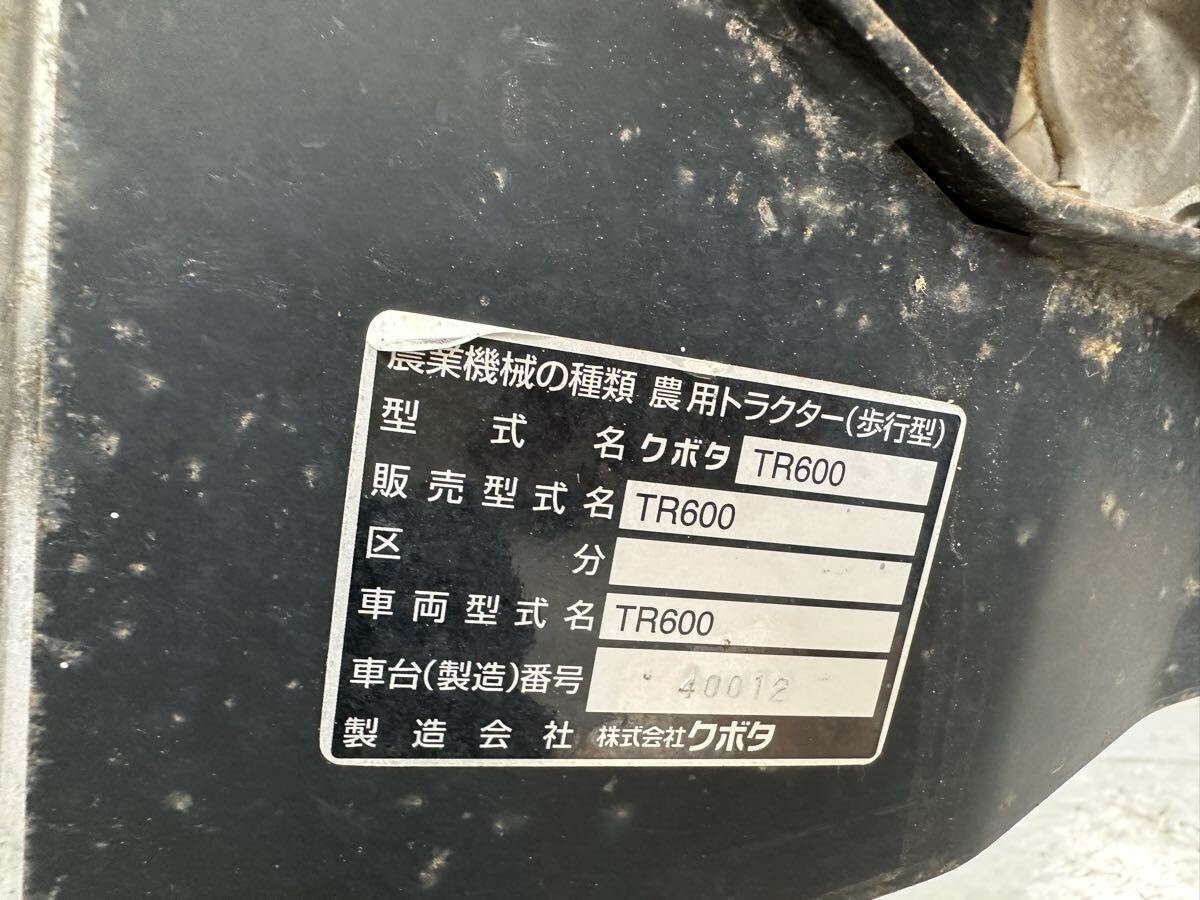 農業機械の種類 農用トラクター(歩行型)
型式名 クボタ TR600
販売型式名 TR600
区分
車両型式名 TR600
車台(製造)番号 40012
製造会社 株式会社クボタ